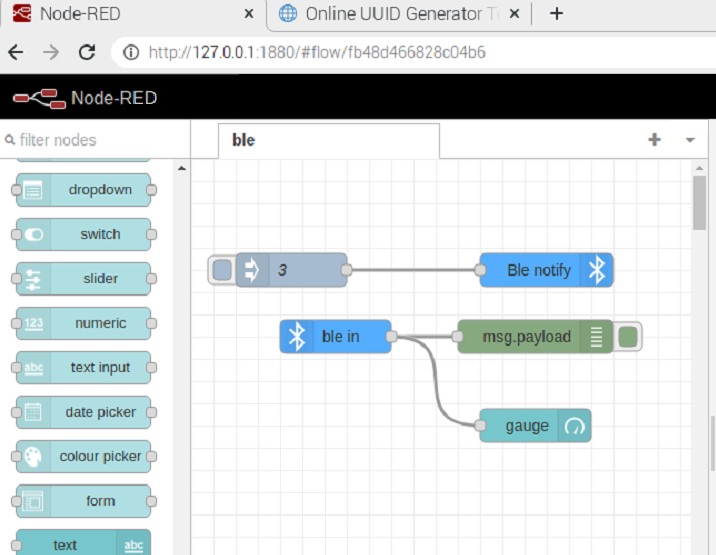 Node-RED
Online UUID Generator T
http://127.0.0.1:1880/#flow/fb48d466828c04b6
Node-RED
filter nodes
ble
dropdown
switch
slider
123 numeric
abc text input
date picker
colour picker
form
text abc
3
Ble notify
ble in
msg.payload
gauge